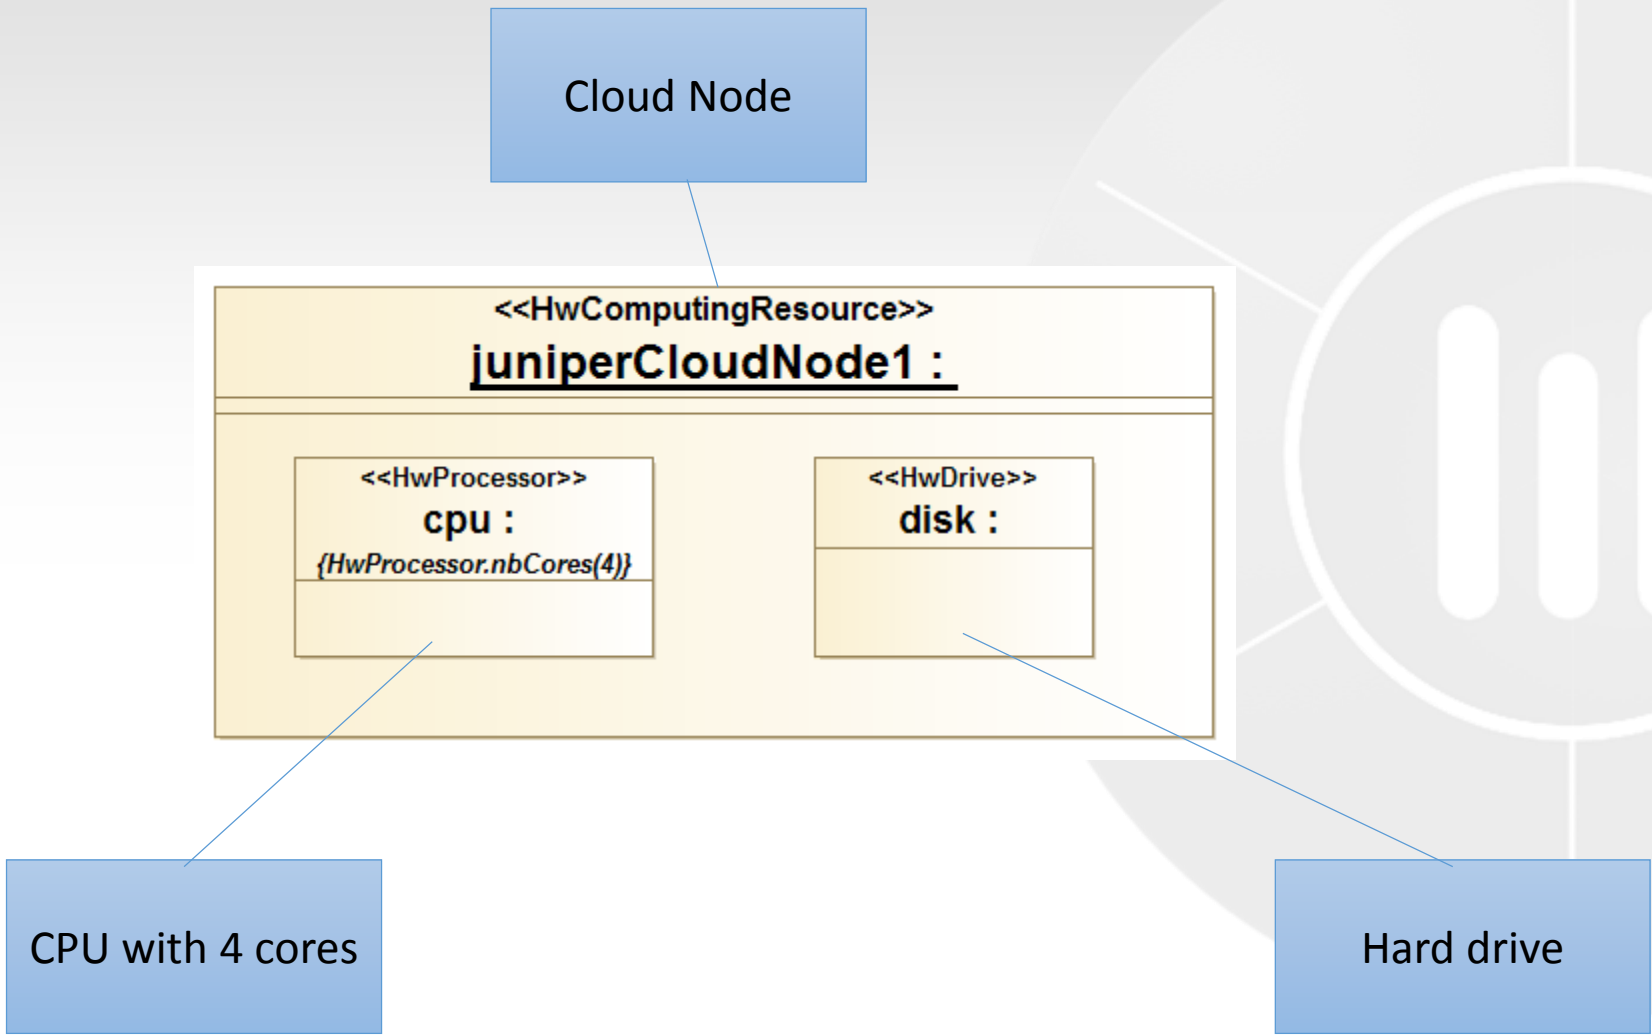 Cloud Node
<<HwComputingResource>>
juniperCloudNode1 :
<<HwProcessor>>
cpu :
{HwProcessor.nbCores(4)}
<<HwDrive>>
disk :
CPU with 4 cores
Hard drive